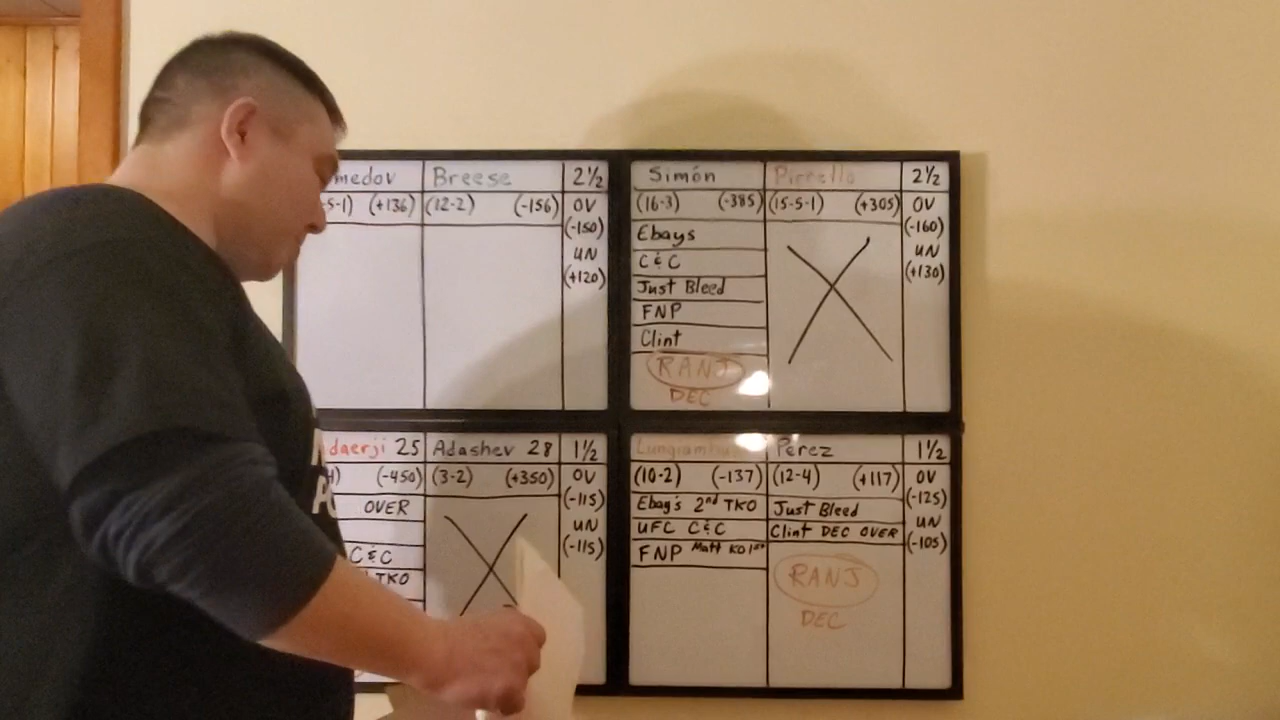 medov Breese 2½
5-1) (+136) (12-2) (-156) OV
(-150)
UN
(+120)
Simón Pirrello 2½
(16-3) (-385) (15-5-1) (+305) OV
Ebays (-160)
C & C UN
Just Bleed (+130)
FNP
Clint
RANJ
DEC
daerji 25 Adashev 28 1½
(-450) (3-2) (+350) OV
OVER (-115)
UN
C & C (-115)
TKO
Perez 1½
(10-2) (-137) (12-4) (+117) OV
Ebag's 2nd TKO Just Bleed (-125)
UFC C & C Clint DEC OVER UN
FNP Matt KO 1st (-105)
RANJ
DEC